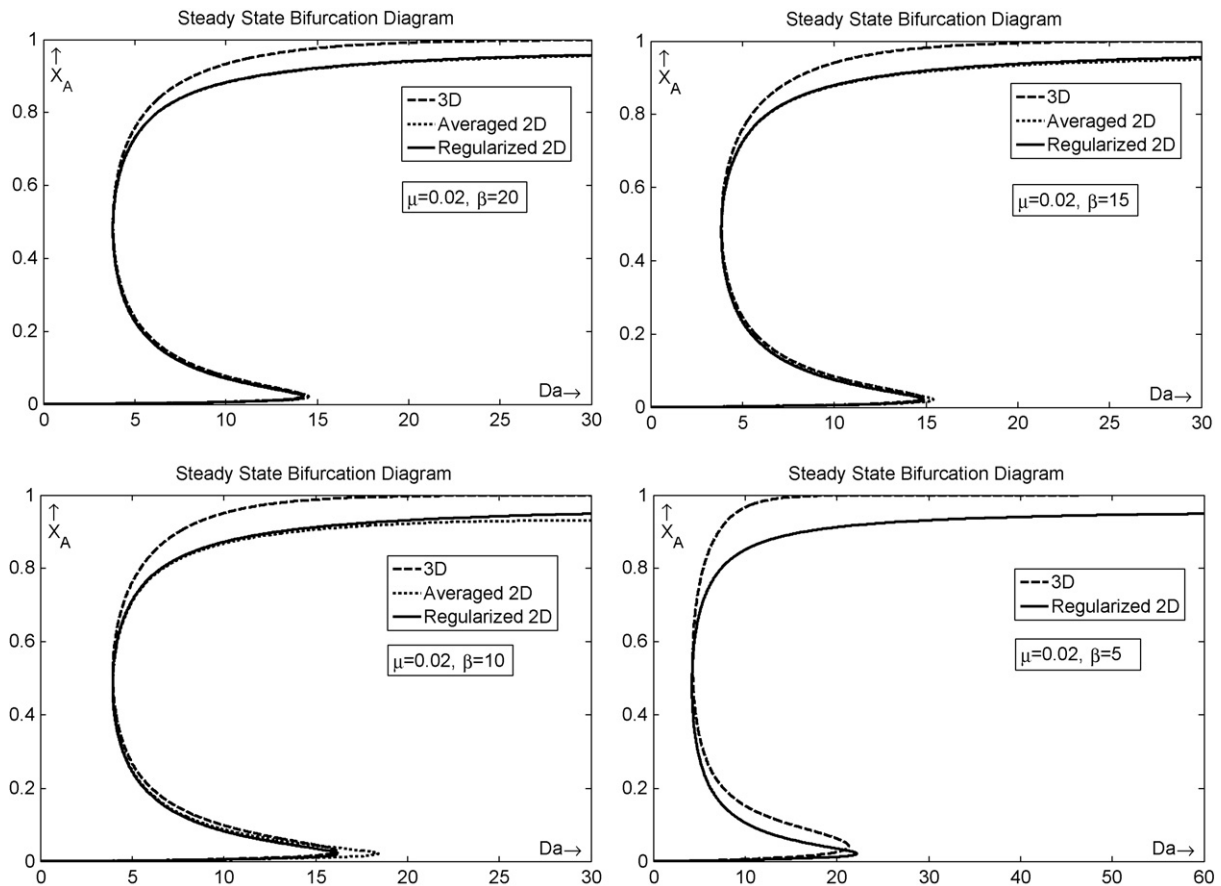 Steady State Bifurcation Diagram
1
↑
X_A
0.8
0.6
0.4
0.2
0
3D
Averaged 2D
Regularized 2D
μ=0.02, β=20
Da→
0 5 10 15 20 25 30
Steady State Bifurcation Diagram
1
↑
X_A
0.8
0.6
0.4
0.2
0
3D
Averaged 2D
Regularized 2D
μ=0.02, β=15
Da→
0 5 10 15 20 25 30
Steady State Bifurcation Diagram
1
↑
X_A
0.8
0.6
0.4
0.2
0
3D
Averaged 2D
Regularized 2D
μ=0.02, β=10
Da→
0 5 10 15 20 25 30
Steady State Bifurcation Diagram
1
↑
X_A
0.8
0.6
0.4
0.2
0
3D
Regularized 2D
μ=0.02, β=5
Da→
0 10 20 30 40 50 60